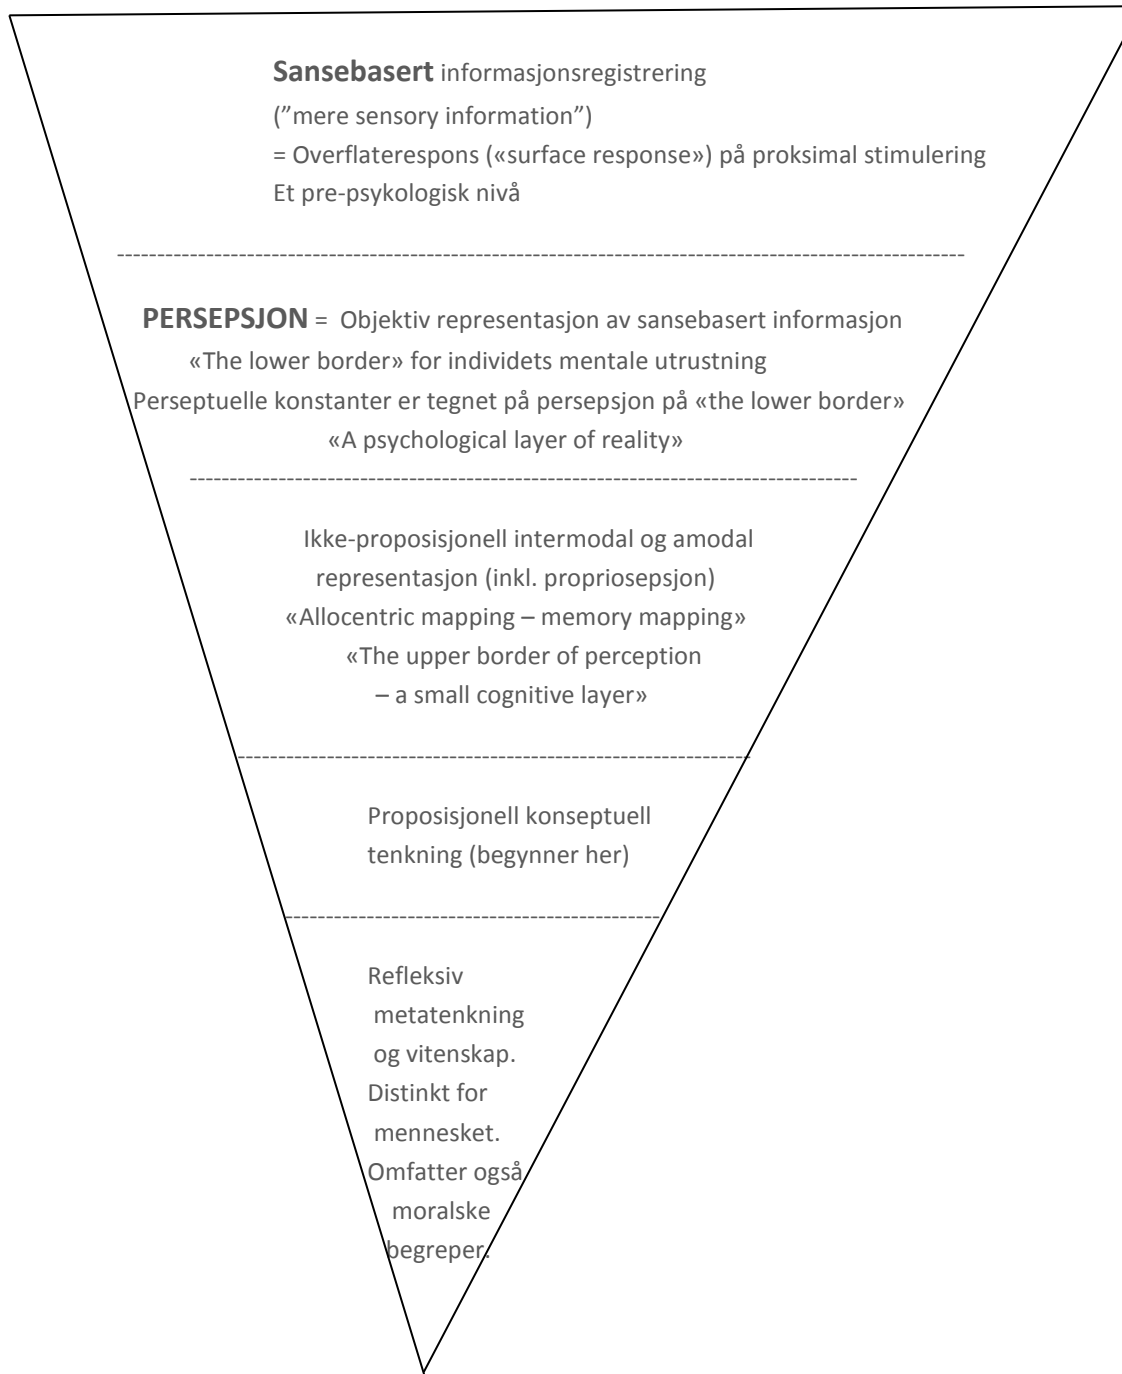 Sansebasert informasjonsregistrering
(”mere sensory information”)
= Overflaterespons («surface response») på proksimal stimulering
Et pre-psykologisk nivå
PERSEPSJON = Objektiv representasjon av sansebasert informasjon
«The lower border» for individets mentale utrustning
Perseptuelle konstanter er tegnet på persepsjon på «the lower border»
«A psychological layer of reality»
Ikke-proposisjonell intermodal og amodal
representasjon (inkl. propriosepsjon)
«Allocentric mapping – memory mapping»
«The upper border of perception
– a small cognitive layer»
Proposisjonell konseptuell
tenkning (begynner her)
Refleksiv
metatenkning
og vitenskap.
Distinkt for
mennesket.
Omfatter også
moralske
begreper.